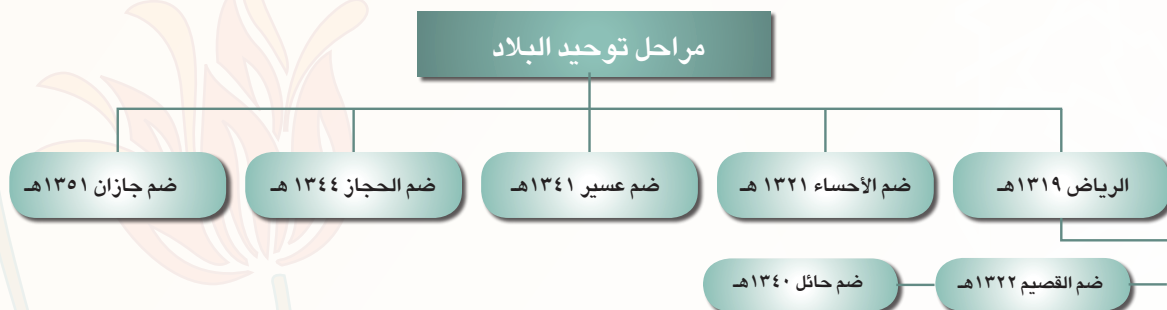 مراحل توحيد البلاد
الرياض ١٣١٩هـ
ضم الأحساء ١٣٢١ هـ
ضم عسير ١٣٤١هـ
ضم الحجاز ١٣٤٤ هـ
ضم جازان ١٣٥١هـ
ضم القصيم ١٣٢٢هـ
ضم حائل ١٣٤٠هـ